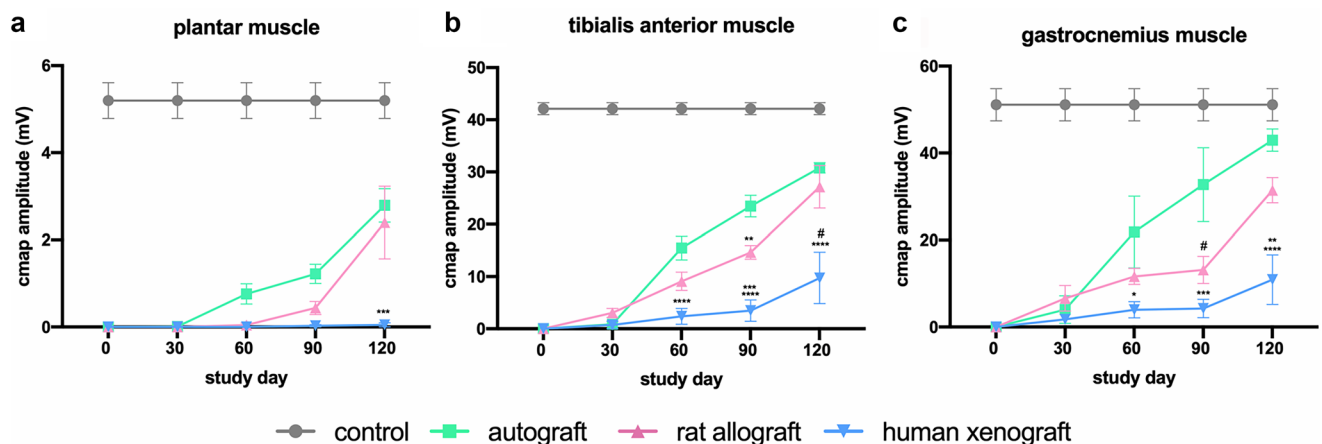 a
plantar muscle
cmap amplitude (mV)
6
4
2
0
***
0 30 60 90 120
study day
b
tibialis anterior muscle
cmap amplitude (mV)
50
40
30
20
10
0
****
**
***
****
#
****
0 30 60 90 120
study day
c
gastrocnemius muscle
cmap amplitude (mV)
60
40
20
0
*
#
***
**
****
0 30 60 90 120
study day
control autograft rat allograft human xenograft